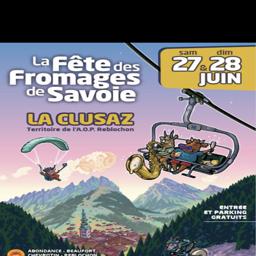 La Fête des
Fromages
de Savoie
sam dim
27 & 28
JUIN
LA CLUSAZ
Territoire de l'A.O.P. Reblochon
ENTRÉE
ET PARKING
GRATUITS
ABONDANCE - BEAUFORT
CHEVROTIN - REBLOCHON